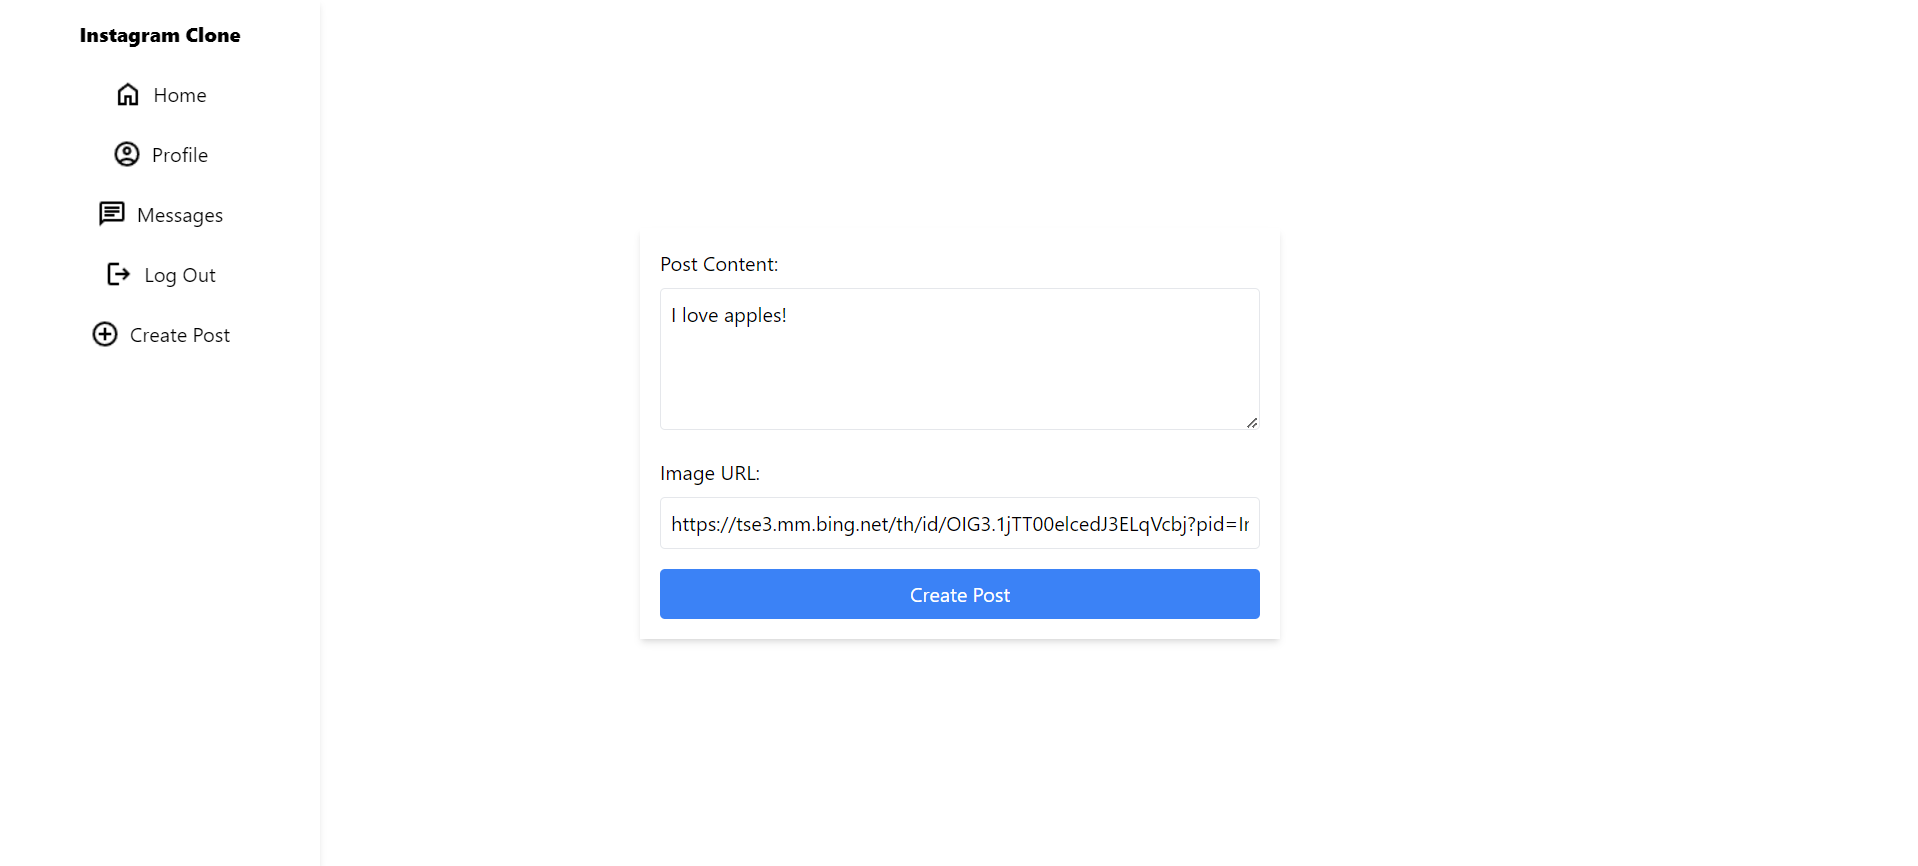 Instagram Clone
Home
Profile
Messages
Log Out
Create Post
Post Content:
I love apples!
Image URL:
https://tse3.mm.bing.net/th/id/OIG3.1jTT00elcedJ3ELqVcbj?pid=Ir
Create Post